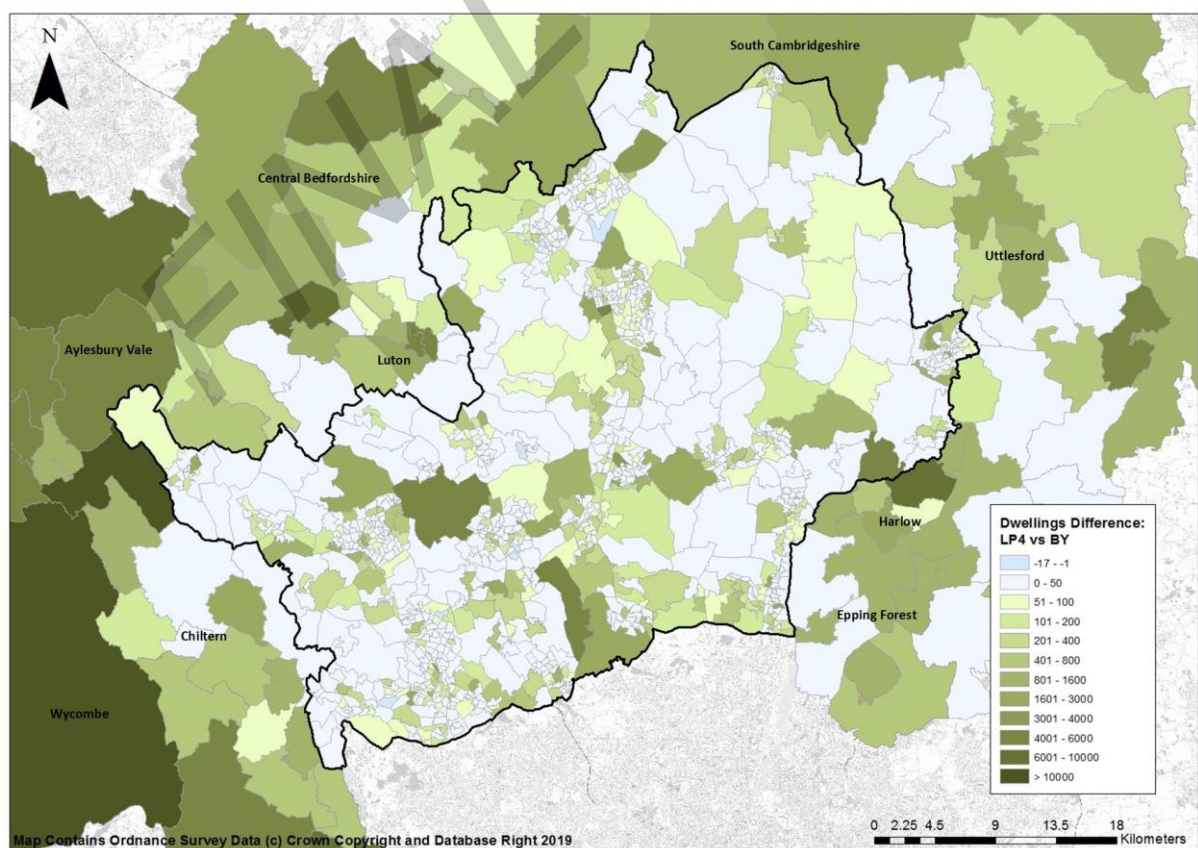 N
South Cambridgeshire
Central Bedfordshire
Uttlesford
Aylesbury Vale
Luton
Harlow
Chiltern
Epping Forest
Wycombe
FINAL
Dwellings Difference:
LP4 vs BY
-17 - -1
0 - 50
51 - 100
101 - 200
201 - 400
401 - 800
801 - 1600
1601 - 3000
3001 - 4000
4001 - 6000
6001 - 10000
> 10000
Map Contains Ordnance Survey Data (c) Crown Copyright and Database Right 2019
0 2.25 4.5 9 13.5 18
Kilometers